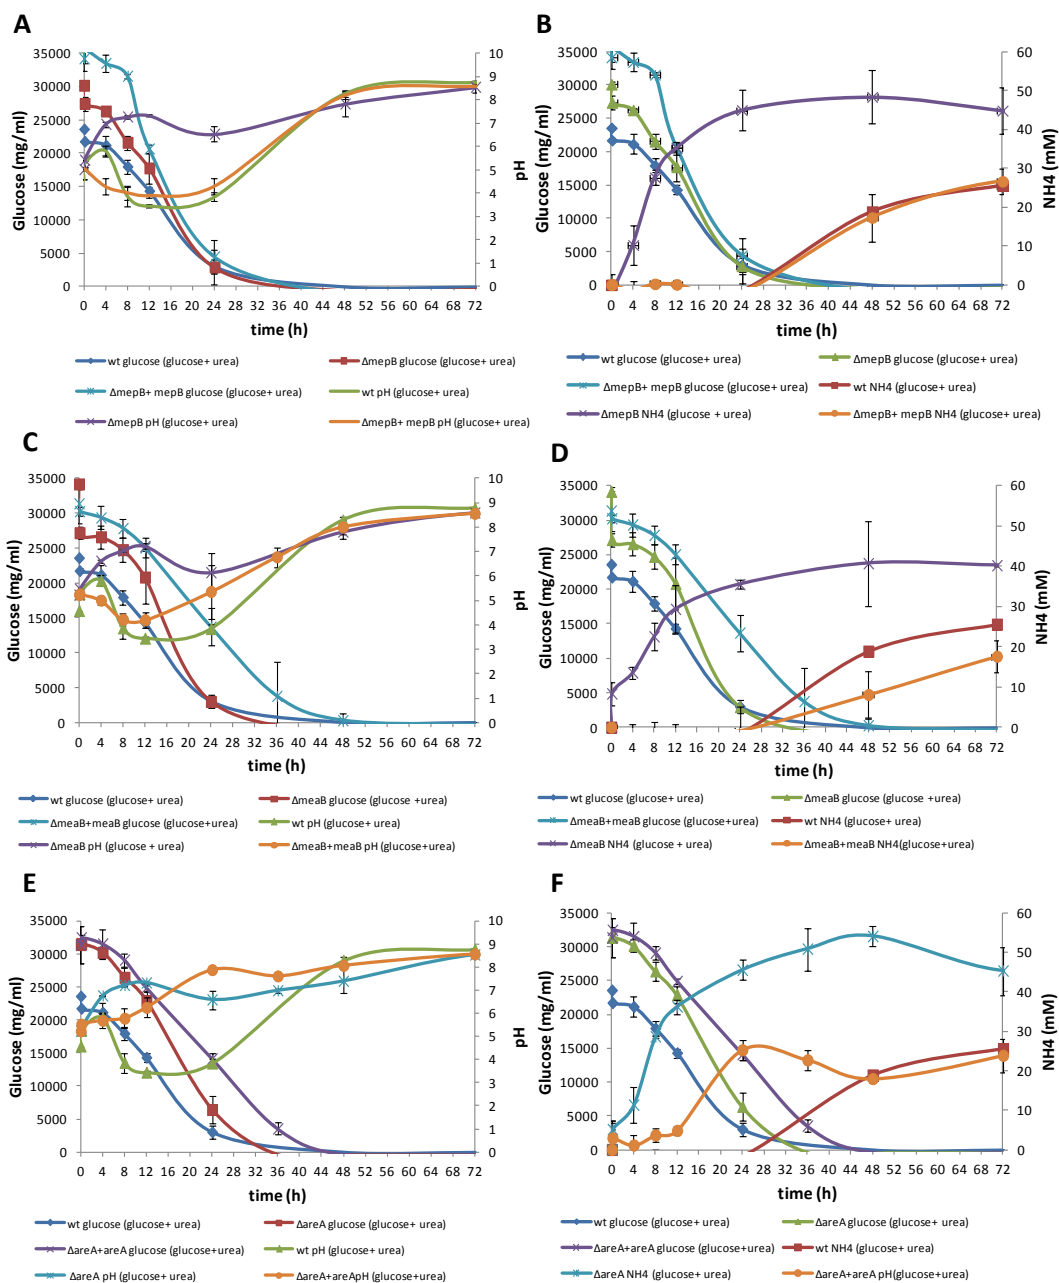 A
B
35000
30000
25000
20000
15000
10000
5000
0
Glucose (mg/ml)
10
9
8
7
6
5
4
3
2
1
0
pH
0 4 8 12 16 20 24 28 32 36 40 44 48 52 56 60 64 68 72
time (h)
wt glucose (glucose+ urea)
ΔmepB glucose (glucose+ urea)
ΔmepB+ mepB glucose (glucose+ urea)
wt pH (glucose+ urea)
ΔmepB pH (glucose+ urea)
ΔmepB+ mepB pH (glucose+ urea)
35000
30000
25000
20000
15000
10000
5000
0
Glucose (mg/ml)
60
50
40
30
20
10
0
NH4 (mM)
0 4 8 12 16 20 24 28 32 36 40 44 48 52 56 60 64 68 72
time (h)
wt glucose (glucose+ urea)
ΔmepB glucose (glucose+ urea)
ΔmepB+ mepB glucose (glucose+ urea)
wt NH4 (glucose+ urea)
ΔmepB NH4 (glucose + urea)
ΔmepB+ mepB NH4 (glucose+ urea)
C
D
35000
30000
25000
20000
15000
10000
5000
0
Glucose (mg/ml)
10
9
8
7
6
5
4
3
2
1
0
pH
0 4 8 12 16 20 24 28 32 36 40 44 48 52 56 60 64 68 72
time (h)
wt glucose (glucose+ urea)
ΔmeaB glucose (glucose +urea)
ΔmeaB+meaB glucose (glucose+urea)
wt pH (glucose+ urea)
ΔmeaB pH (glucose + urea)
ΔmeaB+meaB pH (glucose+urea)
35000
30000
25000
20000
15000
10000
5000
0
Glucose (mg/ml)
60
50
40
30
20
10
0
NH4 (mM)
0 4 8 12 16 20 24 28 32 36 40 44 48 52 56 60 64 68 72
time (h)
wt glucose (glucose+ urea)
ΔmeaB glucose (glucose +urea)
ΔmeaB+meaB glucose (glucose+urea)
wt NH4 (glucose+ urea)
ΔmeaB NH4 (glucose + urea)
ΔmeaB+meaB NH4(glucose+urea)
E
F
35000
30000
25000
20000
15000
10000
5000
0
Glucose (mg/ml)
10
9
8
7
6
5
4
3
2
1
0
pH
0 4 8 12 16 20 24 28 32 36 40 44 48 52 56 60 64 68 72
time (h)
wt glucose (glucose+ urea)
ΔareA glucose (glucose+ urea)
ΔareA+areA glucose (glucose+urea)
wt pH (glucose+ urea)
ΔareA pH (glucose+ urea)
ΔareA+areApH (glucose+urea)
35000
30000
25000
20000
15000
10000
5000
0
Glucose (mg/ml)
60
50
40
30
20
10
0
NH4 (mM)
0 4 8 12 16 20 24 28 32 36 40 44 48 52 56 60 64 68 72
time (h)
wt glucose (glucose+ urea)
ΔareA glucose (glucose+ urea)
ΔareA+areA glucose (glucose+urea)
wt NH4 (glucose+ urea)
ΔareA NH4 (glucose+ urea)
ΔareA+areA pH(glucose+urea)